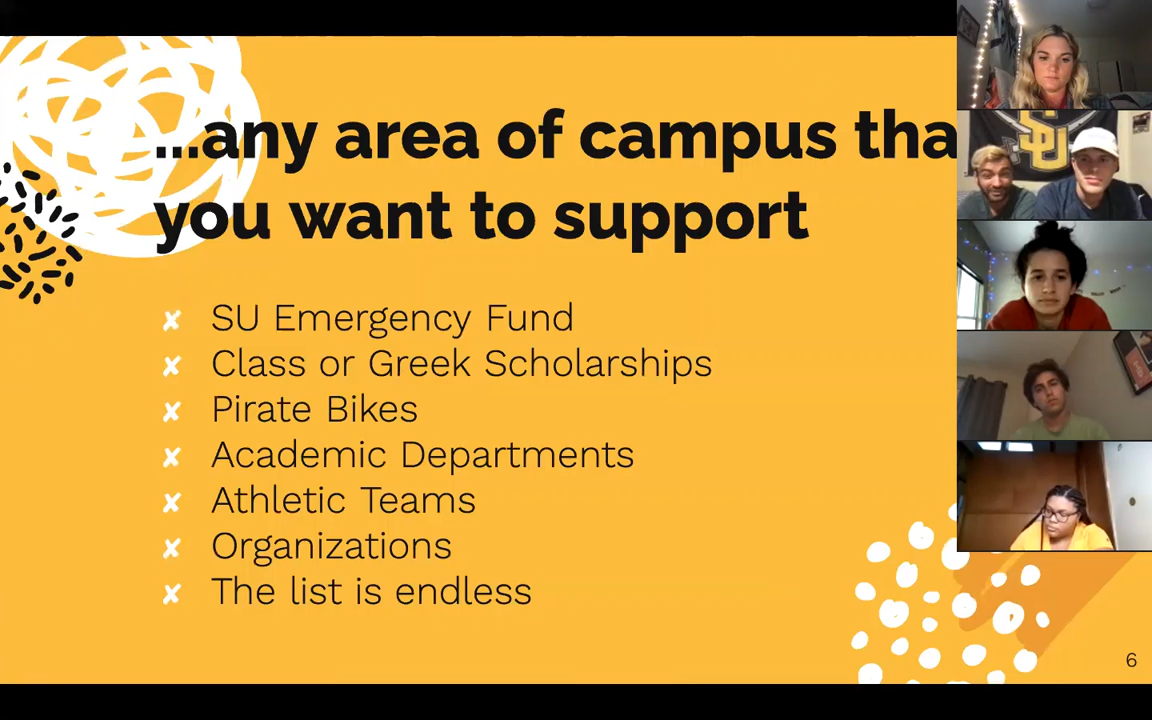 ...any area of campus tha
you want to support
✘ SU Emergency Fund
✘ Class or Greek Scholarships
✘ Pirate Bikes
✘ Academic Departments
✘ Athletic Teams
✘ Organizations
✘ The list is endless
SU
6